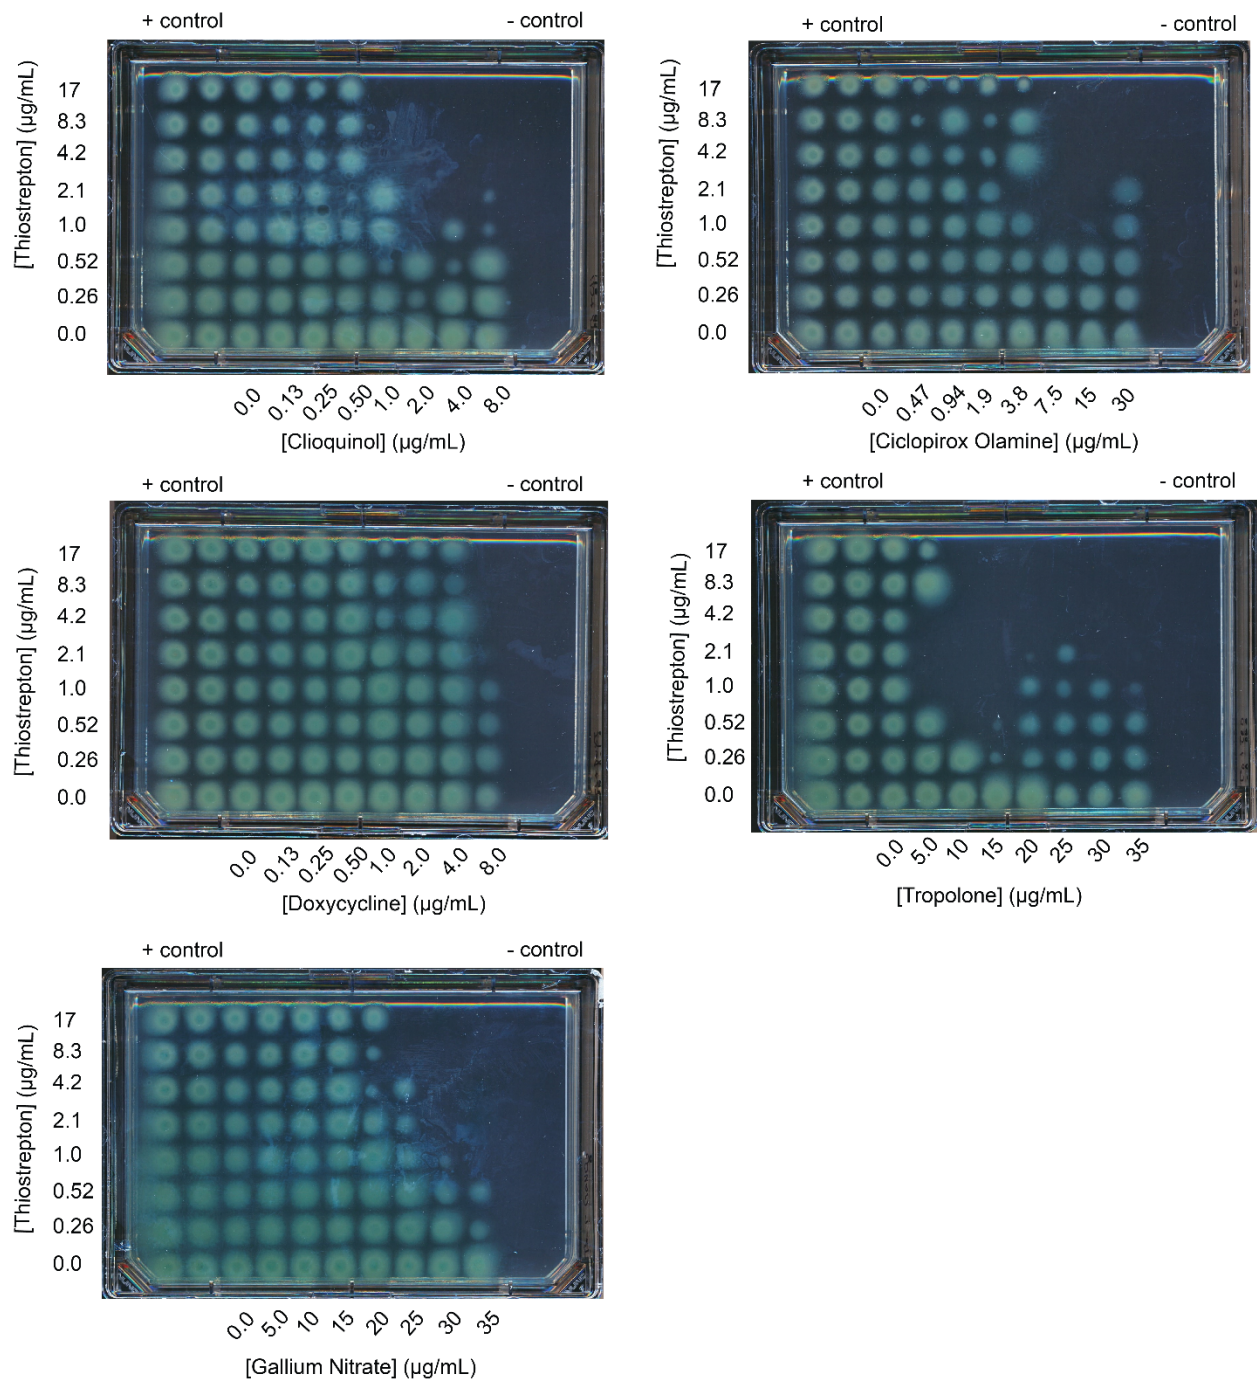 + control - control
[Thiostrepton] (µg/mL)
17
8.3
4.2
2.1
1.0
0.52
0.26
0.0
0.0 0.13 0.25 0.50 1.0 2.0 4.0 8.0
[Clioquinol] (µg/mL)
+ control - control
[Thiostrepton] (µg/mL)
17
8.3
4.2
2.1
1.0
0.52
0.26
0.0
0.0 0.47 0.94 1.9 3.8 7.5 15 30
[Ciclopirox Olamine] (µg/mL)
+ control - control
[Thiostrepton] (µg/mL)
17
8.3
4.2
2.1
1.0
0.52
0.26
0.0
0.0 0.13 0.25 0.50 1.0 2.0 4.0 8.0
[Doxycycline] (µg/mL)
+ control - control
[Thiostrepton] (µg/mL)
17
8.3
4.2
2.1
1.0
0.52
0.26
0.0
0.0 5.0 10 15 20 25 30 35
[Tropolone] (µg/mL)
+ control - control
[Thiostrepton] (µg/mL)
17
8.3
4.2
2.1
1.0
0.52
0.26
0.0
0.0 5.0 10 15 20 25 30 35
[Gallium Nitrate] (µg/mL)